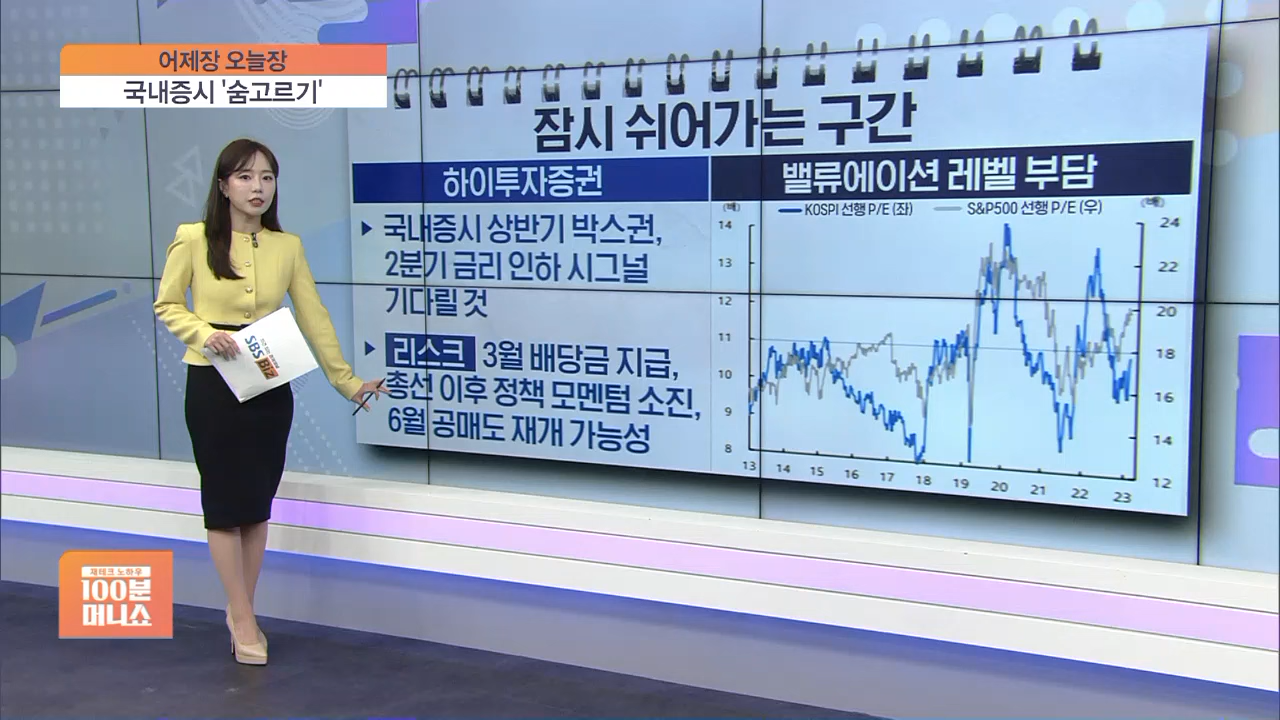 어제장 오늘장
국내증시 '숨고르기'
잠시 쉬어가는 구간
하이투자증권
▶ 국내증시 상반기 박스권,
2분기 금리 인하 시그널
기다릴 것
▶ 리스크 3월 배당금 지급,
총선 이후 정책 모멘텀 소진,
6월 공매도 재개 가능성
밸류에이션 레벨 부담
(배) KOSPI 선행 P/E (좌) S&P500 선행 P/E (우) (배)
14
13
12
11
10
9
8
24
22
20
18
16
14
12
13 14 15 16 17 18 19 20 21 22 23
SBS Biz
재테크 노하우
100분
머니쇼